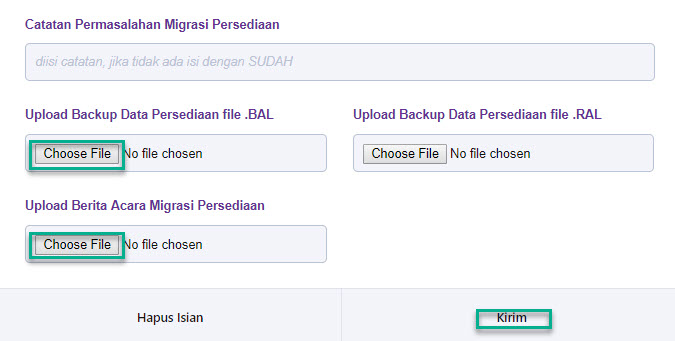 Catatan Permasalahan Migrasi Persediaan
diisi catatan, jika tidak ada isi dengan SUDAH
Upload Backup Data Persediaan file .BAL
Upload Backup Data Persediaan file .RAL
Choose File No file chosen
Choose File No file chosen
Upload Berita Acara Migrasi Persediaan
Choose File No file chosen
Hapus Isian
Kirim